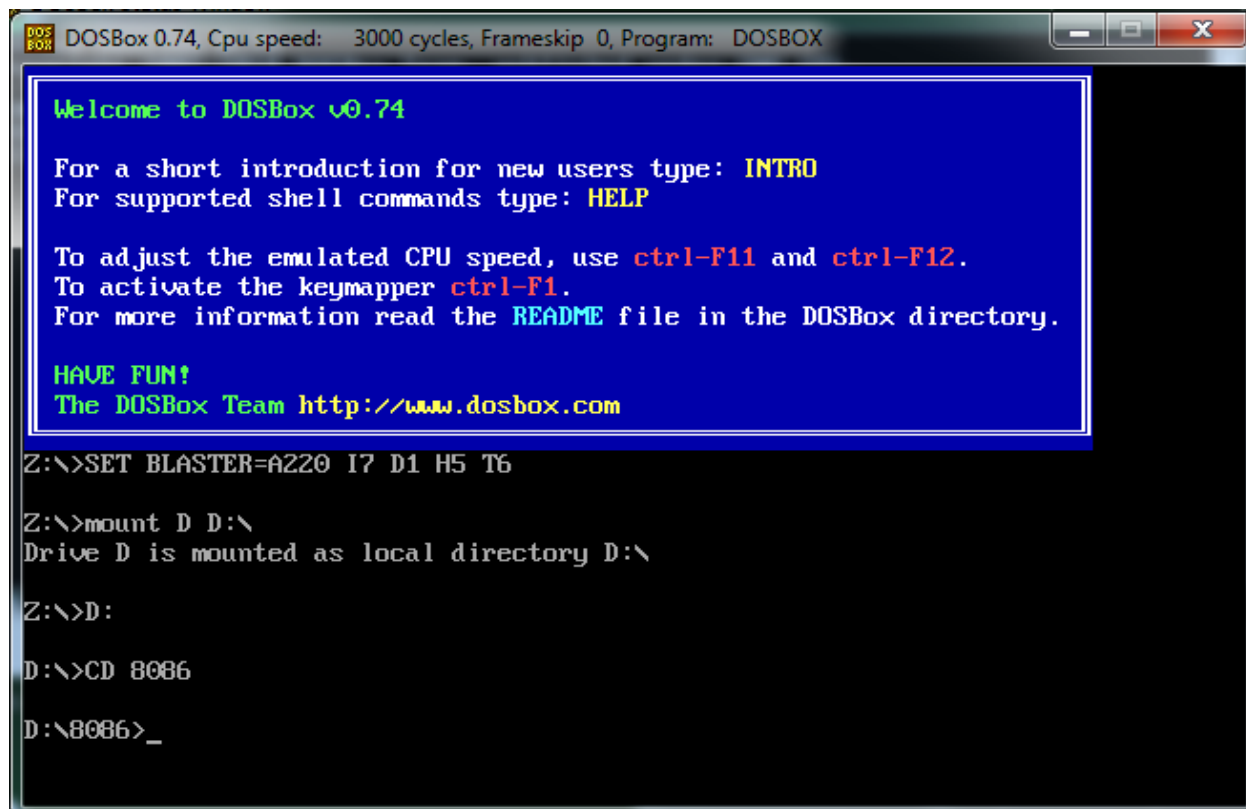 DOS BOX
DOSBox 0.74, Cpu speed: 3000 cycles, Frameskip 0, Program: DOSBOX
Welcome to DOSBox v0.74
For a short introduction for new users type: INTRO
For supported shell commands type: HELP
To adjust the emulated CPU speed, use ctrl-F11 and ctrl-F12.
To activate the keymapper ctrl-F1.
For more information read the README file in the DOSBox directory.
HAVE FUN!
The DOSBox Team http://www.dosbox.com
Z:\>SET BLASTER=A220 I7 D1 H5 T6
Z:\>mount D D:\
Drive D is mounted as local directory D:\
Z:\>D:
D:\>CD 8086
D:\8086>_